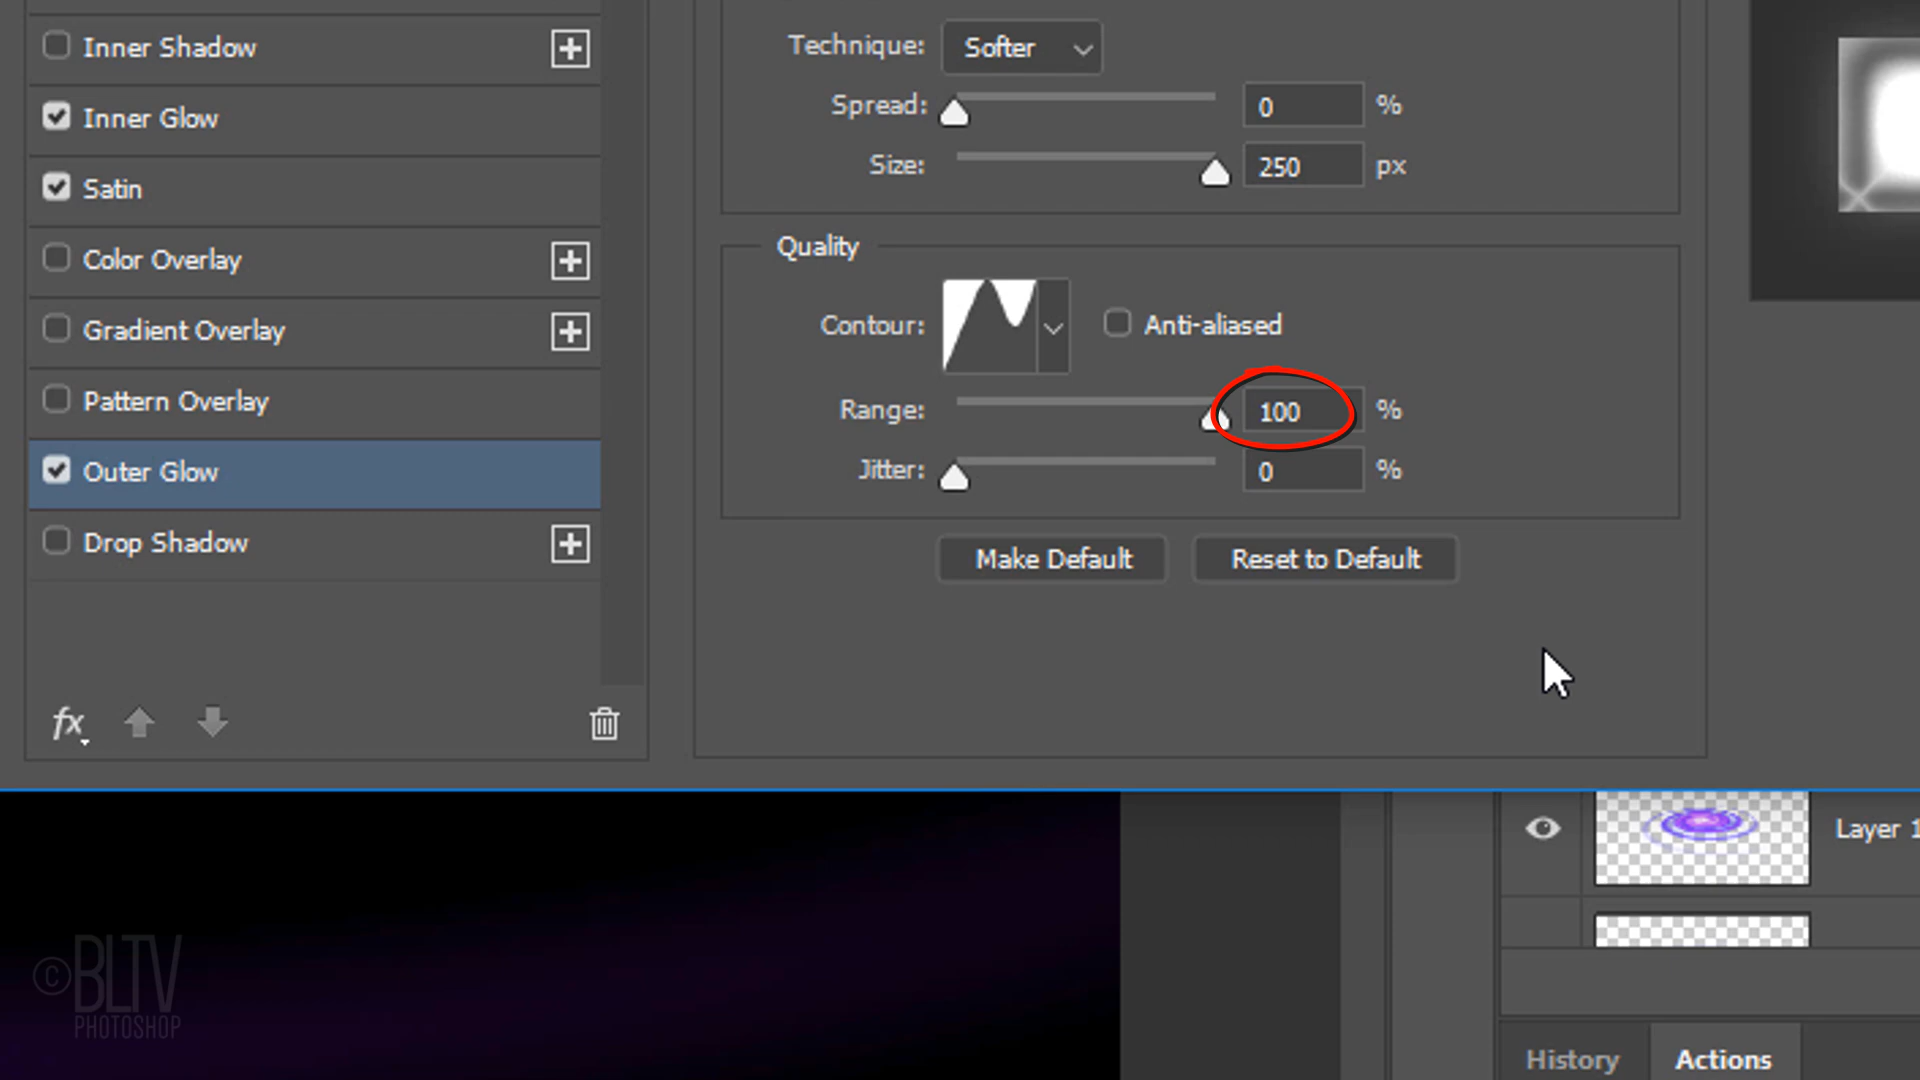 Inner Shadow
Inner Glow
Satin
Color Overlay
Gradient Overlay
Pattern Overlay
Outer Glow
Drop Shadow
fx
Technique: Softer
Spread: 0 %
Size: 250 px
Quality
Contour: Anti-aliased
Range: 100 %
Jitter: 0 %
Make Default Reset to Default
Layer 1
History Actions
© BLTV
PHOTOSHOP